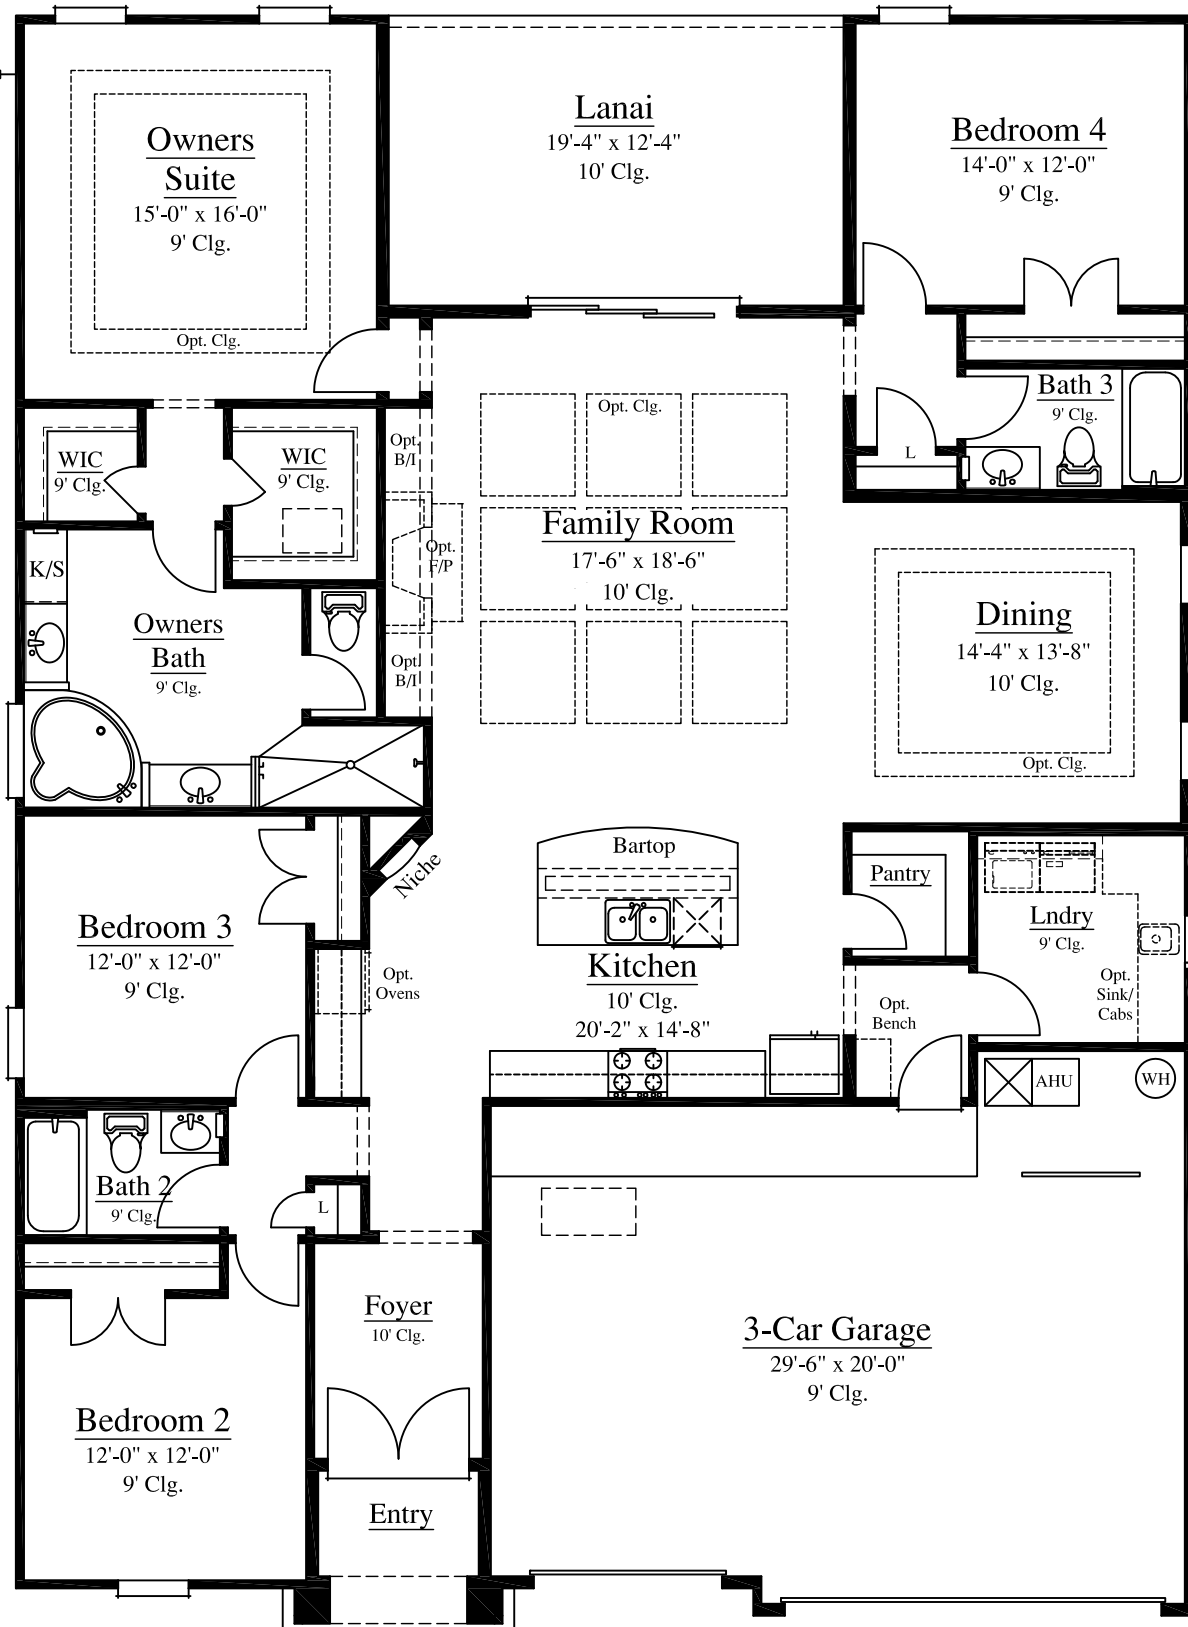 Lanai
19'-4" x 12'-4"
10' Clg.
Bedroom 4
14'-0" x 12'-0"
9' Clg.
Owners
Suite
15'-0" x 16'-0"
9' Clg.
Opt. Clg.
Bath 3
9' Clg.
L
WIC
9' Clg.
WIC
9' Clg.
Opt.
B/I
Opt. Clg.
Family Room
17'-6" x 18'-6"
10' Clg.
Opt.
F/P
K/S
Owners
Bath
9' Clg.
Opt.
B/I
Dining
14'-4" x 13'-8"
10' Clg.
Opt. Clg.
Niche
Bartop
Pantry
Lndry
9' Clg.
Opt.
Sink/
Cabs
Bedroom 3
12'-0" x 12'-0"
9' Clg.
Opt.
Ovens
Kitchen
10' Clg.
20'-2" x 14'-8"
Opt.
Bench
AHU
WH
Bath 2
9' Clg.
L
Foyer
10' Clg.
3-Car Garage
29'-6" x 20'-0"
9' Clg.
Bedroom 2
12'-0" x 12'-0"
9' Clg.
Entry